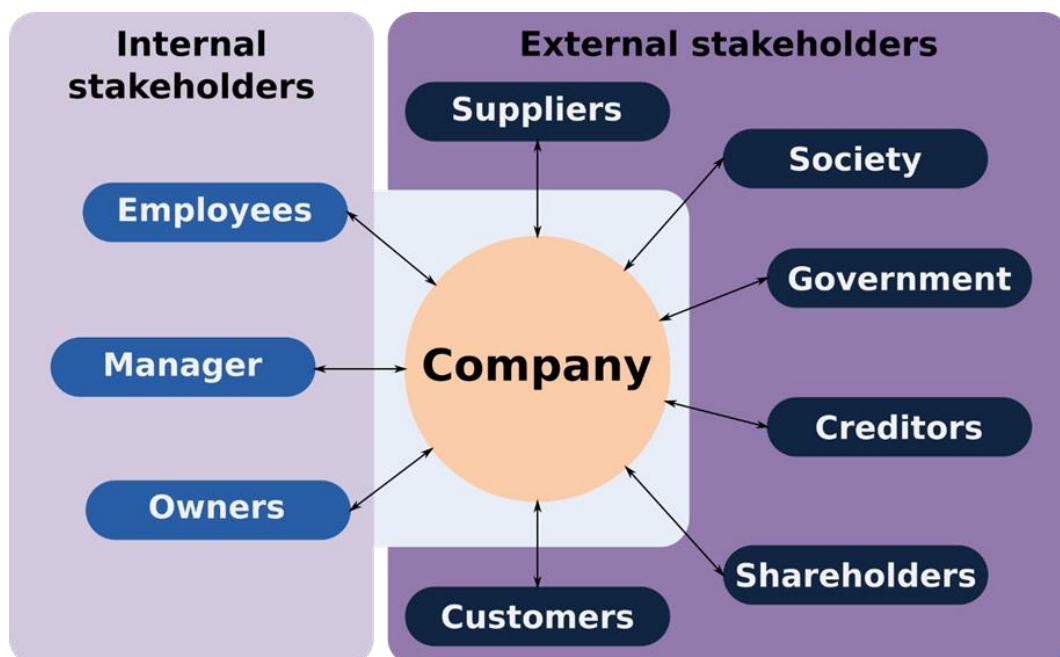 Internal
stakeholders
External stakeholders
Suppliers
Society
Employees
Government
Manager
Company
Creditors
Owners
Shareholders
Customers